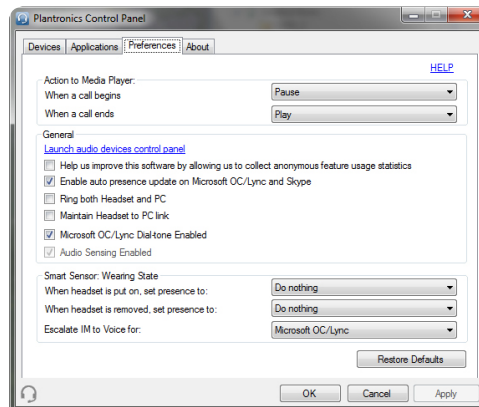 Plantronics Control Panel
Devices Applications Preferences About
HELP
Action to Media Player:
When a call begins Pause
When a call ends Play
General
Launch audio devices control panel
Help us improve this software by allowing us to collect anonymous feature usage statistics
Enable auto presence update on Microsoft OC/Lync and Skype
Ring both Headset and PC
Maintain Headset to PC link
Microsoft OC/Lync Dial-tone Enabled
Audio Sensing Enabled
Smart Sensor: Wearing State
When headset is put on, set presence to: Do nothing
When headset is removed, set presence to: Do nothing
Escalate IM to Voice for: Microsoft OC/Lync
Restore Defaults
OK Cancel Apply